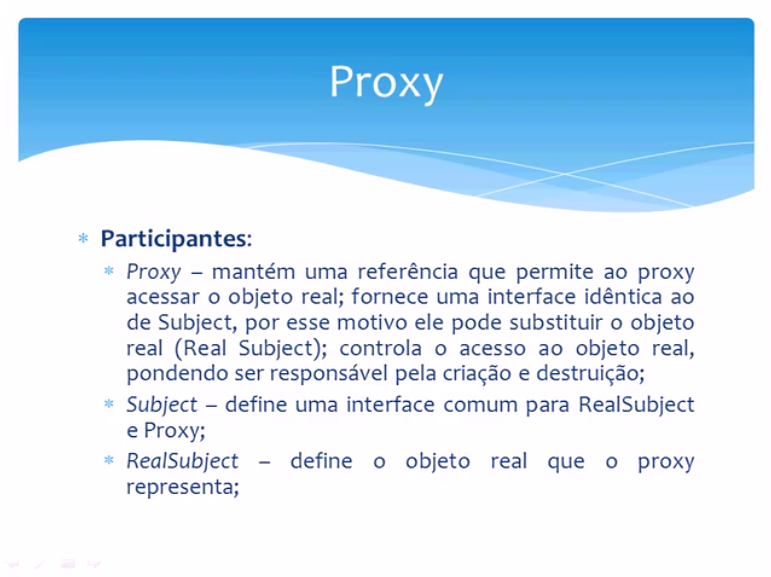 Proxy
* Participantes:
* Proxy – mantém uma referência que permite ao proxy
acessar o objeto real; fornece uma interface idêntica ao
de Subject, por esse motivo ele pode substituir o objeto
real (Real Subject); controla o acesso ao objeto real,
pondendo ser responsável pela criação e destruição;
* Subject – define uma interface comum para RealSubject
e Proxy;
* RealSubject – define o objeto real que o proxy
representa;